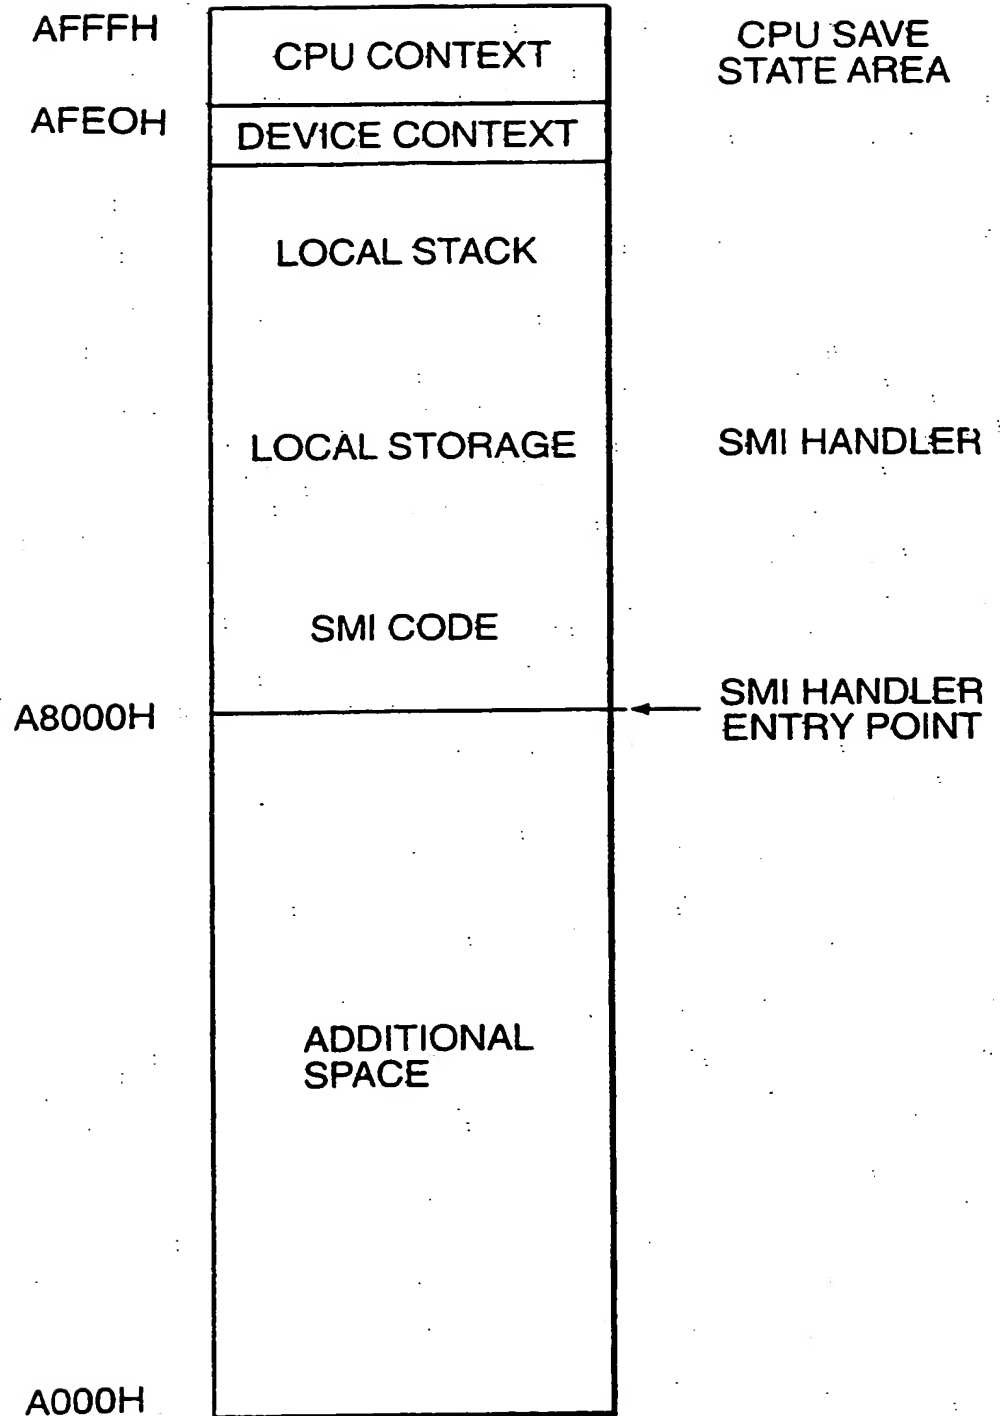 AFFFH
CPU CONTEXT
CPU SAVE
STATE AREA
AFEOH
DEVICE CONTEXT
LOCAL STACK
LOCAL STORAGE
SMI HANDLER
SMI CODE
A8000H
SMI HANDLER
ENTRY POINT
ADDITIONAL
SPACE
A000H